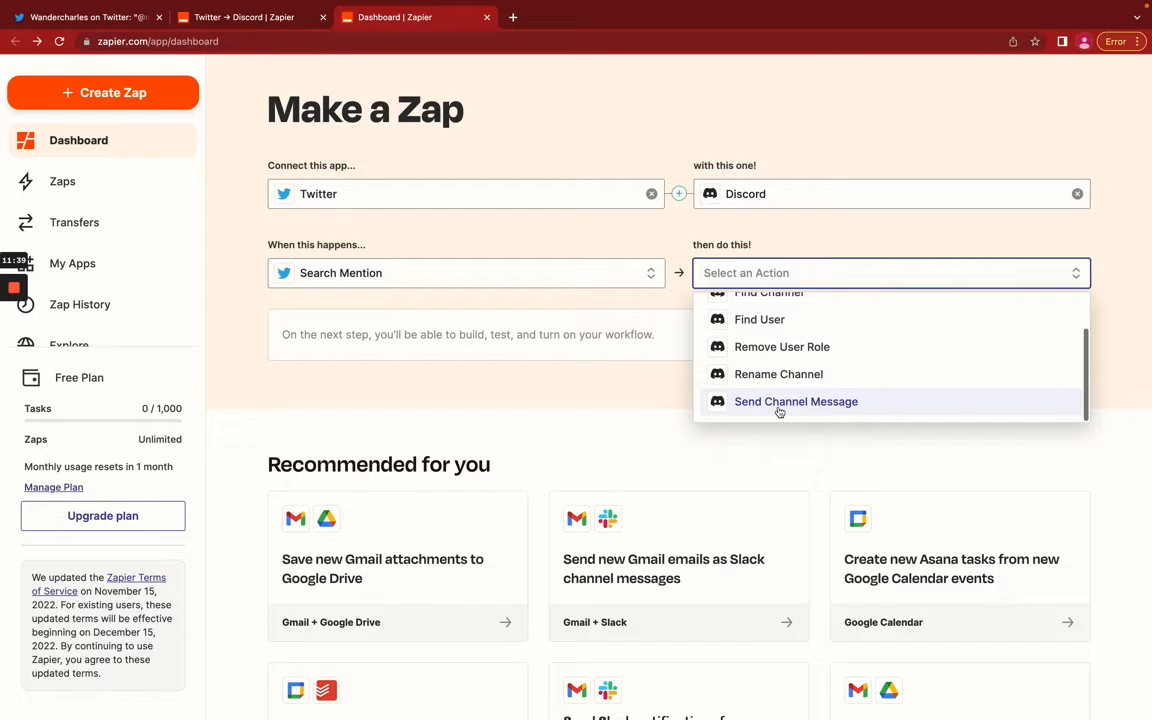 Wandercharles on Twitter: "@
Twitter → Discord | Zapier
Dashboard | Zapier
zapier.com/app/dashboard
Error
+ Create Zap
Dashboard
Zaps
Transfers
My Apps
11:39
Zap History
Explore
Free Plan
Tasks
0 / 1,000
Zaps
Unlimited
Monthly usage resets in 1 month
Manage Plan
Upgrade plan
We updated the Zapier Terms
of Service on November 15,
2022. For existing users, these
updated terms will be effective
beginning on December 15,
2022. By continuing to use
Zapier, you agree to these
updated terms.
Make a Zap
Connect this app...
with this one!
Twitter
Discord
When this happens...
then do this!
Search Mention
Select an Action
Find Channel
Find User
Remove User Role
Rename Channel
Send Channel Message
On the next step, you'll be able to build, test, and turn on your workflow.
Recommended for you
Save new Gmail attachments to
Google Drive
Gmail + Google Drive
Send new Gmail emails as Slack
channel messages
Gmail + Slack
Create new Asana tasks from new
Google Calendar events
Google Calendar